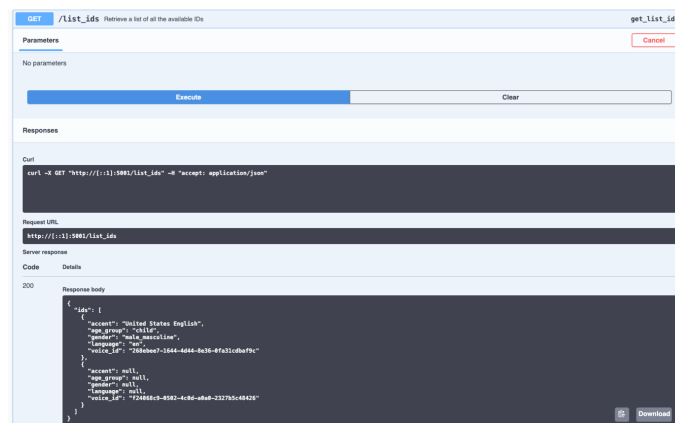 GET /list_ids Retrieve a list of all the available IDs get_list_id
Parameters Cancel
No parameters
Execute Clear
Responses
Curl
curl -X GET "http://[::1]:5001/list_ids" -H "accept: application/json"
Request URL
http://[::1]:5001/list_ids
Server response
Code Details
200
Response body
{
"ids": [
{
"accent": "United States English",
"age_group": "child",
"gender": "male_masculine",
"language": "en",
"voice_id": "268ebee7-1644-4d44-8e36-0fa31cdbaf9c"
},
{
"accent": null,
"age_group": null,
"gender": null,
"language": null,
"voice_id": "f24068c9-0502-4c0d-a0a0-2327b5c48426"
}
]
}
Download